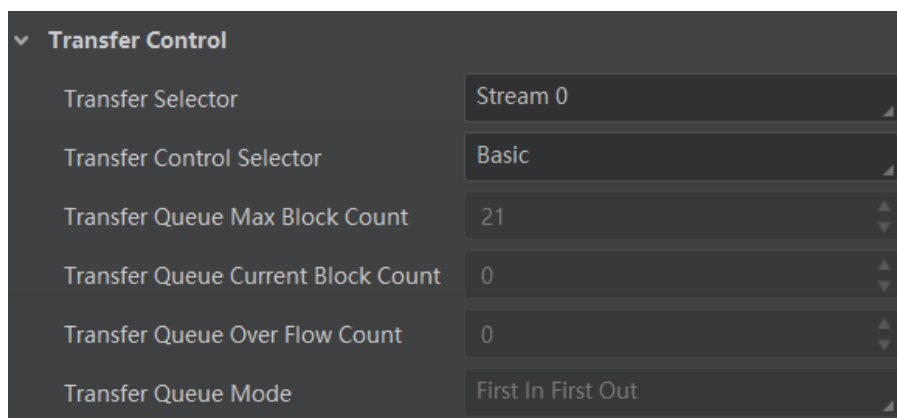 Transfer Control
Transfer Selector Stream 0
Transfer Control Selector Basic
Transfer Queue Max Block Count 21
Transfer Queue Current Block Count 0
Transfer Queue Over Flow Count 0
Transfer Queue Mode First In First Out